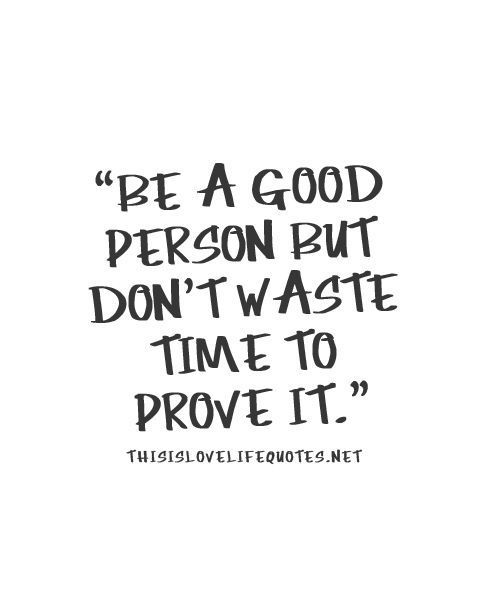 “BE A GOOD
PERSON BUT
DON’T WASTE
TIME TO
PROVE IT.”
THISISLOVELIFEQUOTES.NET